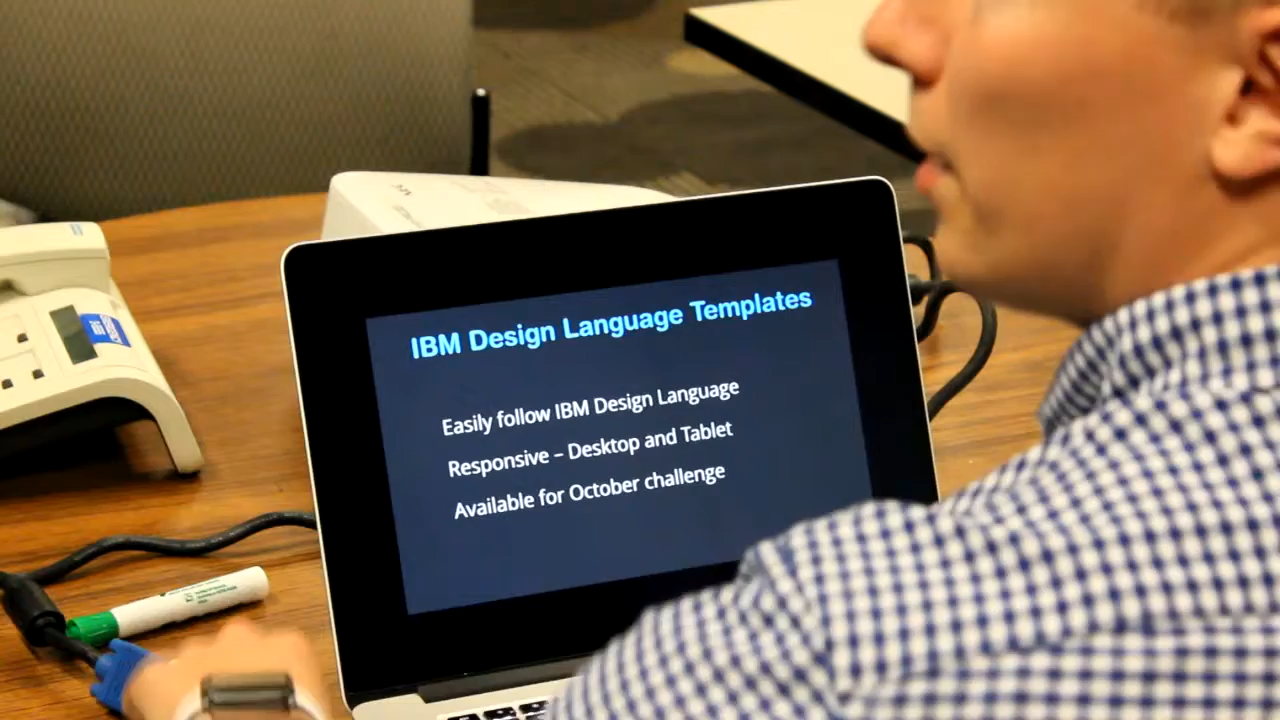 IBM Design Language Templates
Easily follow IBM Design Language
Responsive – Desktop and Tablet
Available for October challenge